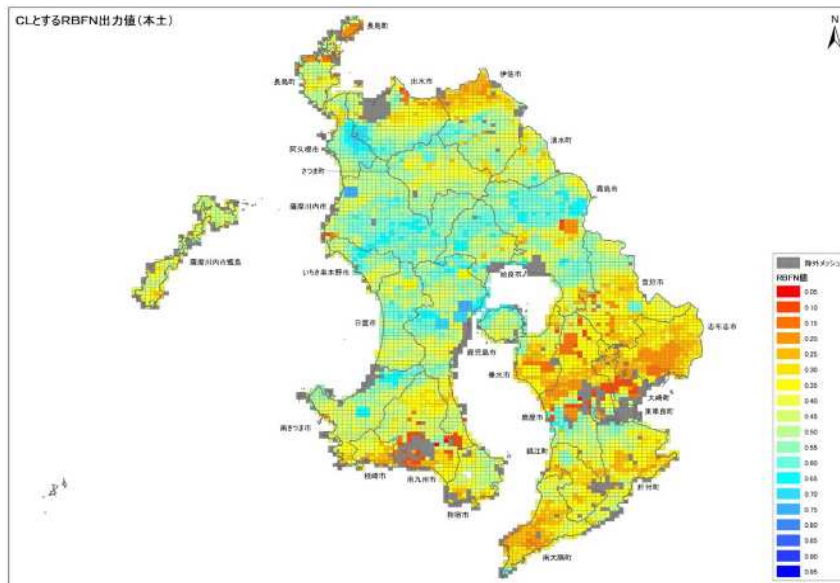 CLとするRBFN出力値(本土)
N
長島町
長島町
出水市
伊佐市
湧水町
阿久根市
さつま町
霧島市
薩摩川内市
薩摩川内市甑島
いちき串木野市
姶良市
曽於市
志布志市
日置市
鹿児島市
垂水市
大崎町
東串良町
鹿屋市
南さつま市
錦江町
枕崎市
南九州市
肝付町
指宿市
南大隅町
除外メッシュ
RBFN値
0.05
0.10
0.15
0.20
0.25
0.30
0.35
0.40
0.45
0.50
0.55
0.60
0.65
0.70
0.75
0.80
0.85
0.90
0.95